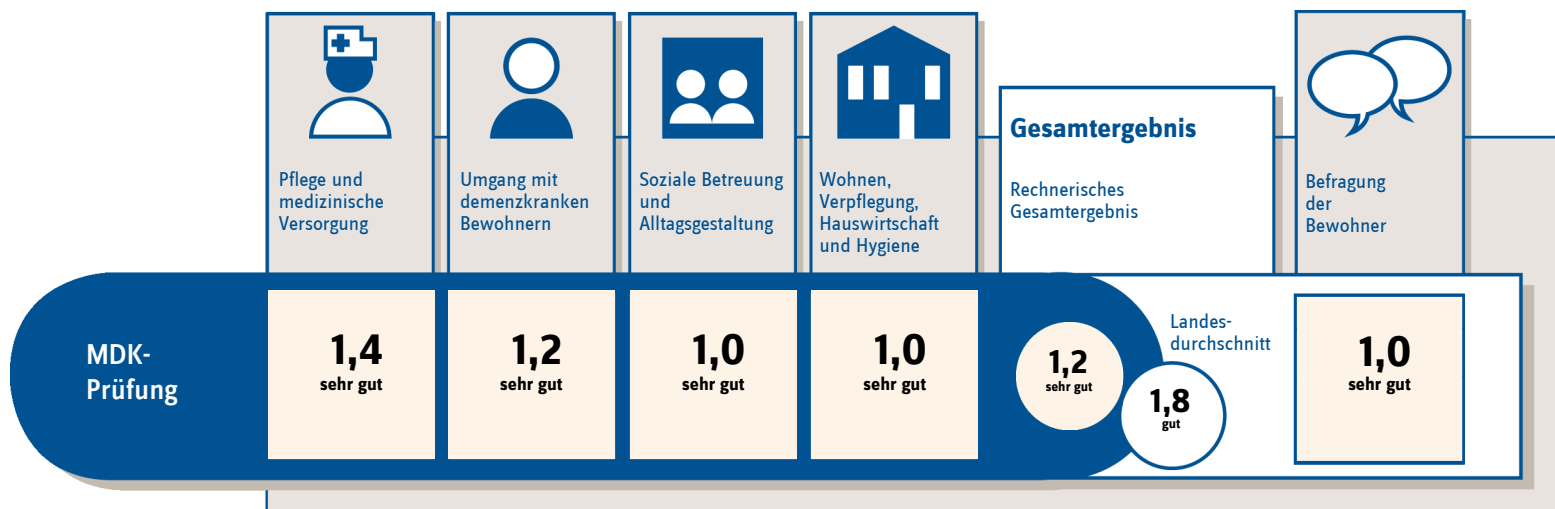 Pflege und
medizinische
Versorgung
Umgang mit
demenzkranken
Bewohnern
Soziale Betreuung
und
Alltagsgestaltung
Wohnen,
Verpflegung,
Hauswirtschaft
und Hygiene
Gesamtergebnis
Rechnerisches
Gesamtergebnis
Befragung
der
Bewohner
MDK-
Prüfung
1,4
sehr gut
1,2
sehr gut
1,0
sehr gut
1,0
sehr gut
1,2
sehr gut
Landes-
durchschnitt
1,8
gut
1,0
sehr gut